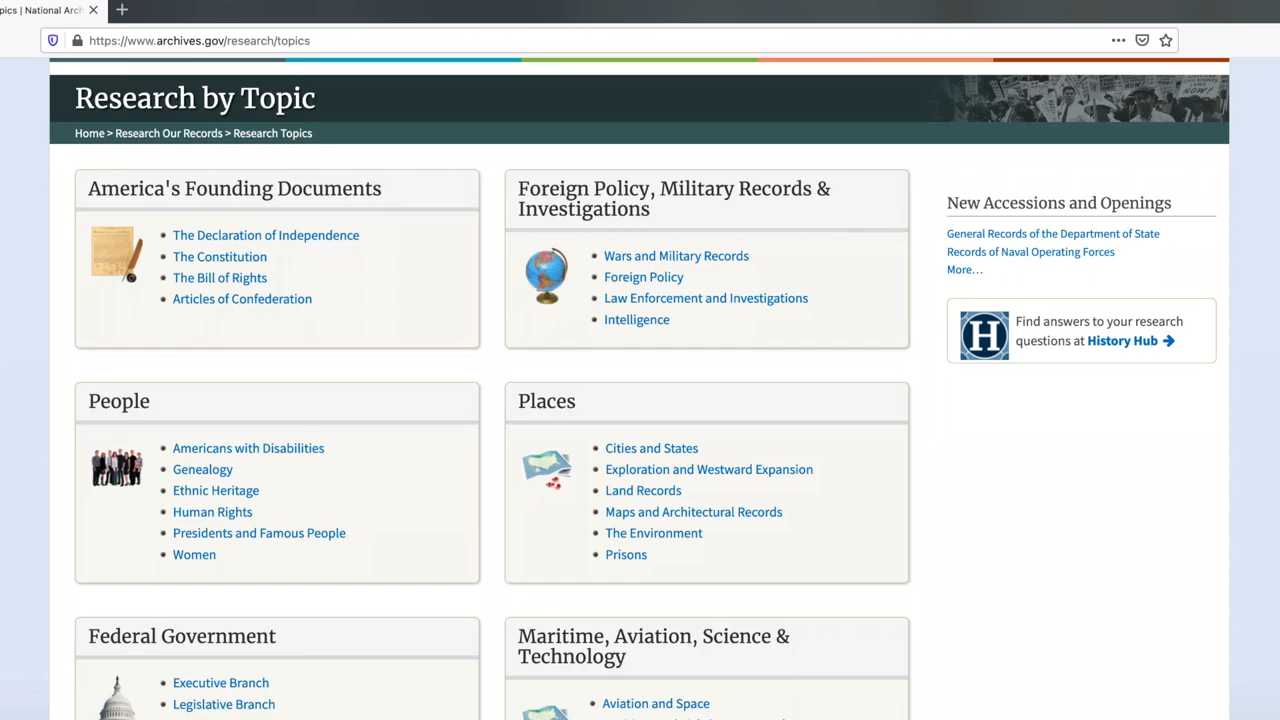 pics | National Arch
https://www.archives.gov/research/topics
Research by Topic
Home > Research Our Records > Research Topics
America's Founding Documents
The Declaration of Independence
The Constitution
The Bill of Rights
Articles of Confederation
Foreign Policy, Military Records &
Investigations
Wars and Military Records
Foreign Policy
Law Enforcement and Investigations
Intelligence
New Accessions and Openings
General Records of the Department of State
Records of Naval Operating Forces
More...
H
Find answers to your research
questions at History Hub
People
Americans with Disabilities
Genealogy
Ethnic Heritage
Human Rights
Presidents and Famous People
Women
Places
Cities and States
Exploration and Westward Expansion
Land Records
Maps and Architectural Records
The Environment
Prisons
Federal Government
Executive Branch
Legislative Branch
Maritime, Aviation, Science &
Technology
Aviation and Space